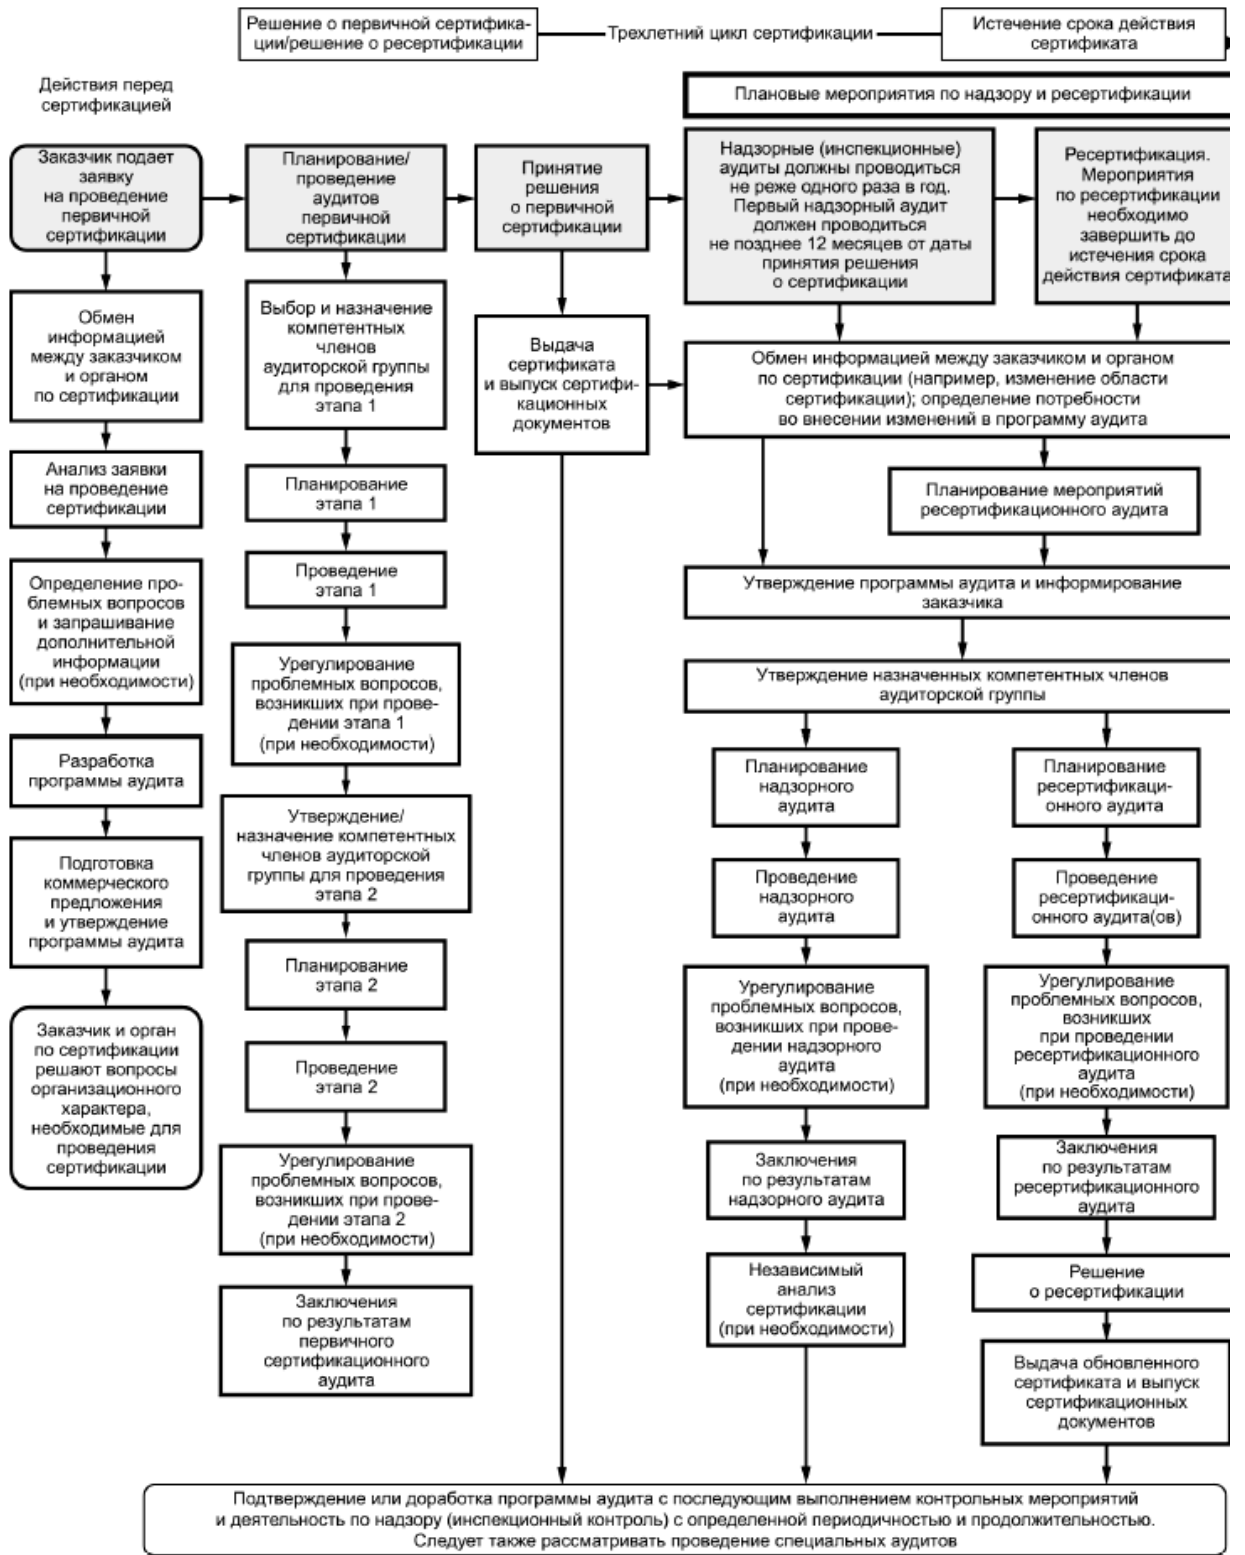 Решение о первичной сертифика-
ции/решение о ресертификации
Трехлетний цикл сертификации
Истечение срока действия
сертификата
Действия перед
сертификацией
Плановые мероприятия по надзору и ресертификации
Заказчик подает
заявку
на проведение
первичной
сертификации
Обмен
информацией
между заказчиком
и органом
по сертификации
Анализ заявки
на проведение
сертификации
Определение про-
блемных вопросов
и запрашивание
дополнительной
информации
(при необходимости)
Разработка
программы аудита
Подготовка
коммерческого
предложения
и утверждение
программы аудита
Заказчик и орган
по сертификации
решают вопросы
организационного
характера,
необходимые для
проведения
сертификации
Планирование/
проведение
аудитов
первичной
сертификации
Выбор и назначение
компетентных
членов
аудиторской группы
для проведения
этапа 1
Планирование
этапа 1
Проведение
этапа 1
Урегулирование
проблемных вопросов,
возникших при прове-
дении этапа 1
(при необходимости)
Утверждение/
назначение компетентных
членов аудиторской
группы для проведения
этапа 2
Планирование
этапа 2
Проведение
этапа 2
Урегулирование
проблемных вопросов,
возникших при прове-
дении этапа 2
(при необходимости)
Заключения
по результатам
первичного
сертификационного
аудита
Принятие
решения
о первичной
сертификации
Выдача
сертификата
и выпуск сертифи-
кационных
документов
Надзорные (инспекционные)
аудиты должны проводиться
не реже одного раза в год.
Первый надзорный аудит
должен проводиться
не позднее 12 месяцев от даты
принятия решения
о сертификации
Ресертификация.
Мероприятия
по ресертификации
необходимо
завершить до
истечения срока
действия сертификата
Обмен информацией между заказчиком и органом
по сертификации (например, изменение области
сертификации); определение потребности
во внесении изменений в программу аудита
Планирование мероприятий
ресертификационного аудита
Утверждение программы аудита и информирование
заказчика
Утверждение назначенных компетентных членов
аудиторской группы
Планирование
надзорного
аудита
Проведение
надзорного
аудита
Урегулирование
проблемных вопросов,
возникших при прове-
дении надзорного
аудита
(при необходимости)
Заключения
по результатам
надзорного аудита
Независимый
анализ
сертификации
(при необходимости)
Планирование
ресертификаци-
онного аудита
Проведение
ресертификаци-
онного аудита(ов)
Урегулирование
проблемных вопросов,
возникших
при проведении
ресертификационного
аудита
(при необходимости)
Заключения
по результатам
ресертификационного
аудита
Решение
о ресертификации
Выдача обновленного
сертификата и выпуск
сертификационных
документов
Подтверждение или доработка программы аудита с последующим выполнением контрольных мероприятий
и деятельность по надзору (инспекционный контроль) с определенной периодичностью и продолжительностью.
Следует также рассматривать проведение специальных аудитов